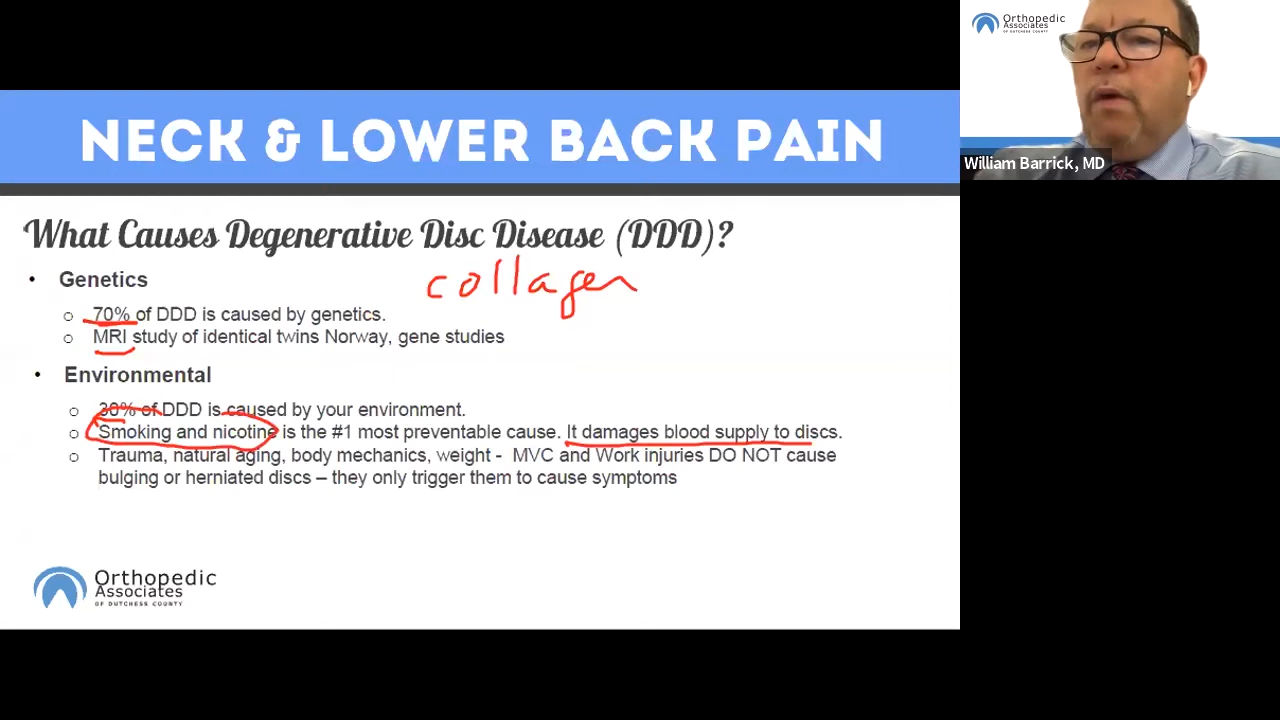 Orthopedic
Associates
OF DUTCHESS COUNTY
William Barrick, MD
NECK & LOWER BACK PAIN
What Causes Degenerative Disc Disease (DDD)?
collagen
• Genetics
o 70% of DDD is caused by genetics.
o MRI study of identical twins Norway, gene studies
• Environmental
o 30% of DDD is caused by your environment.
o Smoking and nicotine is the #1 most preventable cause. It damages blood supply to discs.
o Trauma, natural aging, body mechanics, weight - MVC and Work injuries DO NOT cause
bulging or herniated discs – they only trigger them to cause symptoms
Orthopedic
Associates
OF DUTCHESS COUNTY